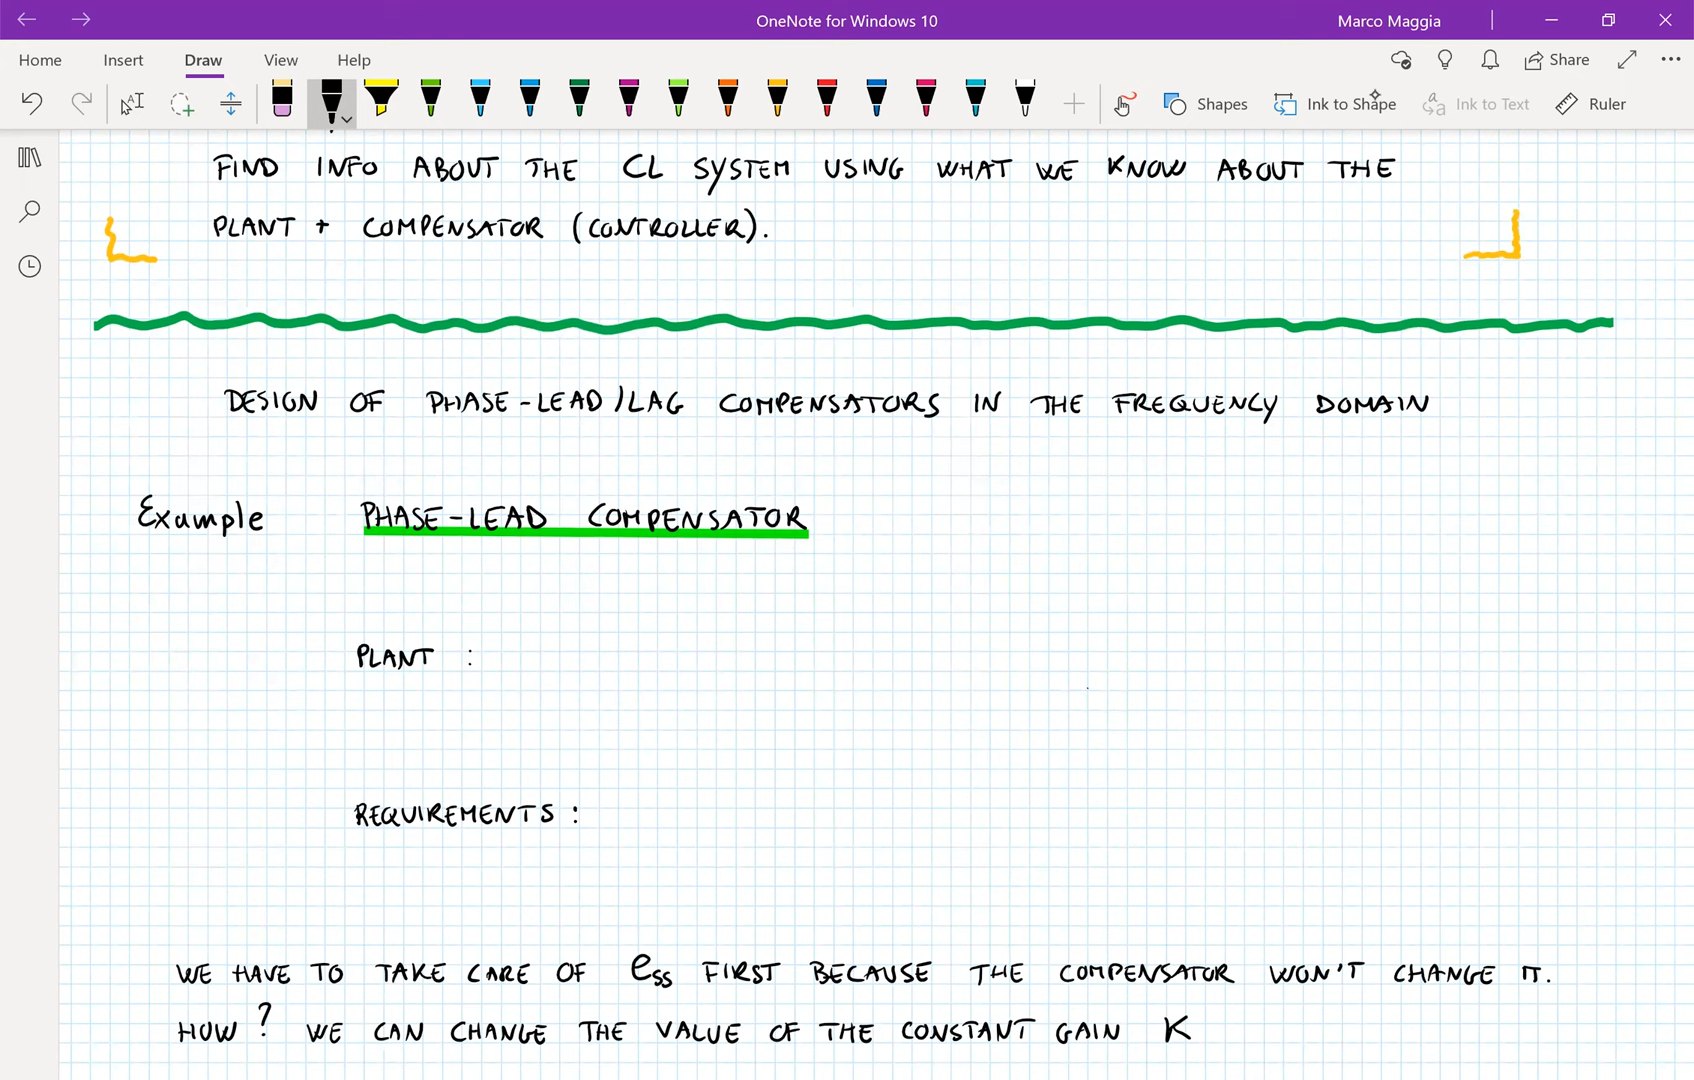 OneNote for Windows 10
Marco Maggia
Home Insert Draw View Help
Share
Shapes Ink to Shape Ink to Text Ruler
FIND INFO ABOUT THE CL SYSTEM USING WHAT WE KNOW ABOUT THE
PLANT + COMPENSATOR (CONTROLLER).
DESIGN OF PHASE-LEAD/LAG COMPENSATORS IN THE FREQUENCY DOMAIN
Example PHASE-LEAD COMPENSATOR
PLANT :
REQUIREMENTS :
WE HAVE TO TAKE CARE OF ess FIRST BECAUSE THE COMPENSATOR WON'T CHANGE IT.
HOW? WE CAN CHANGE THE VALUE OF THE CONSTANT GAIN K